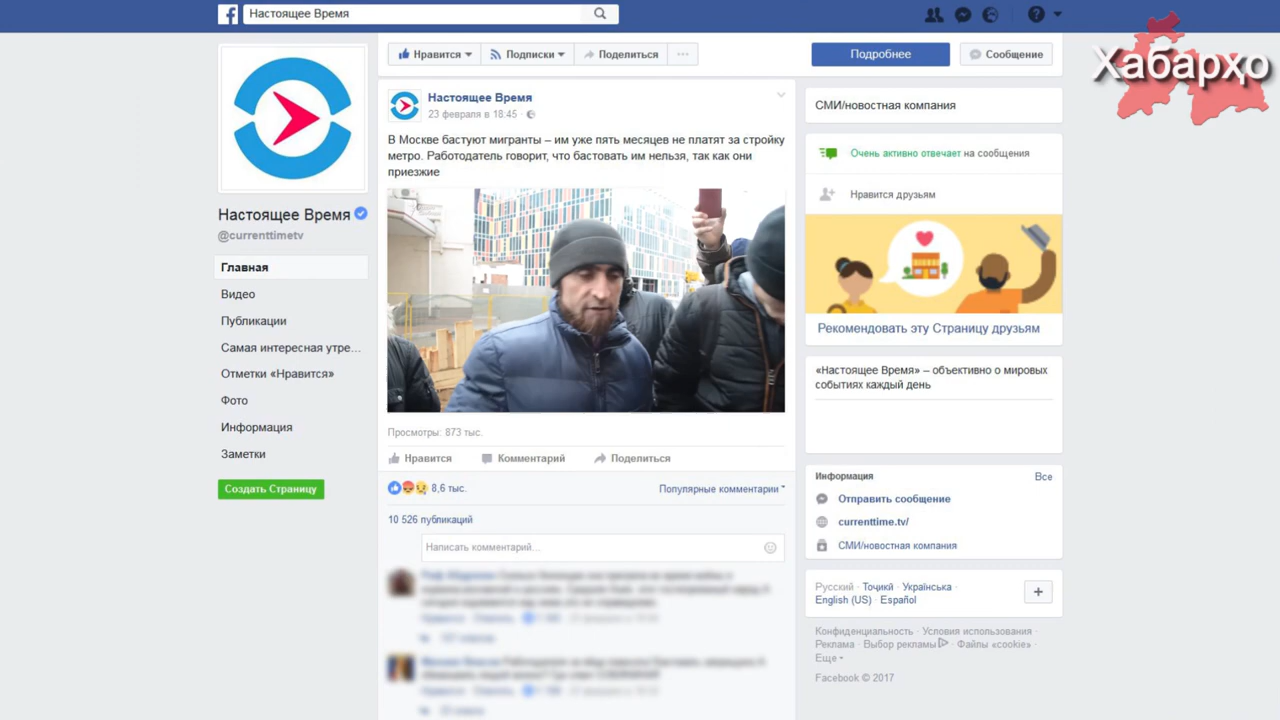 Настоящее Время
Хабарҳо
Нравится
Подписки
Поделиться
Подробнее
Сообщение
Настоящее Время
@currenttimetv
Главная
Видео
Публикации
Самая интересная утре...
Отметки «Нравится»
Фото
Информация
Заметки
Создать Страницу
Настоящее Время
23 февраля в 18:45
В Москве бастуют мигранты – им уже пять месяцев не платят за стройку
метро. Работодатель говорит, что бастовать им нельзя, так как они
приезжие
Просмотры: 873 тыс.
Нравится
Комментарий
Поделиться
8,6 тыс.
Популярные комментарии
10 526 публикаций
Написать комментарий...
СМИ/новостная компания
Очень активно отвечает на сообщения
Нравится друзьям
Рекомендовать эту Страницу друзьям
«Настоящее Время» – объективно о мировых
событиях каждый день
Информация
Все
Отправить сообщение
currenttime.tv/
СМИ/новостная компания
Русский · Тоҷикӣ · Українська ·
English (US) · Español
Конфиденциальность · Условия использования ·
Реклама · Выбор рекламы · Файлы «cookie» ·
Еще
Facebook © 2017